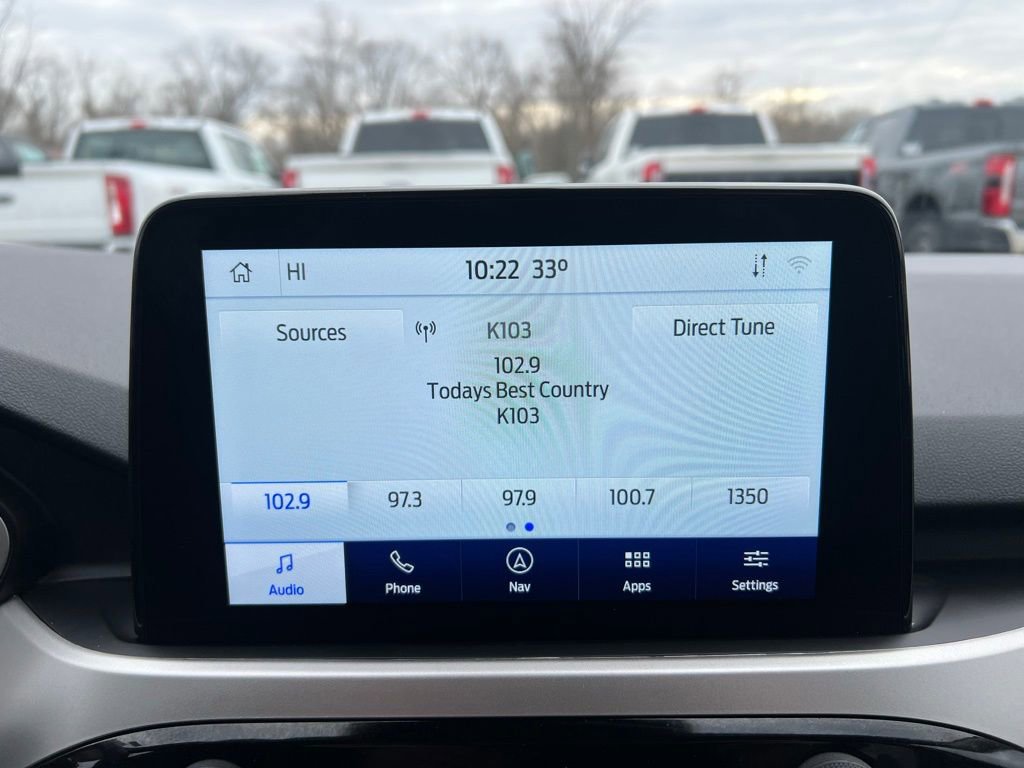 HI 10:22 33º
Sources K103 Direct Tune
102.9
Todays Best Country
K103
102.9 97.3 97.9 100.7 1350
Audio Phone Nav Apps Settings